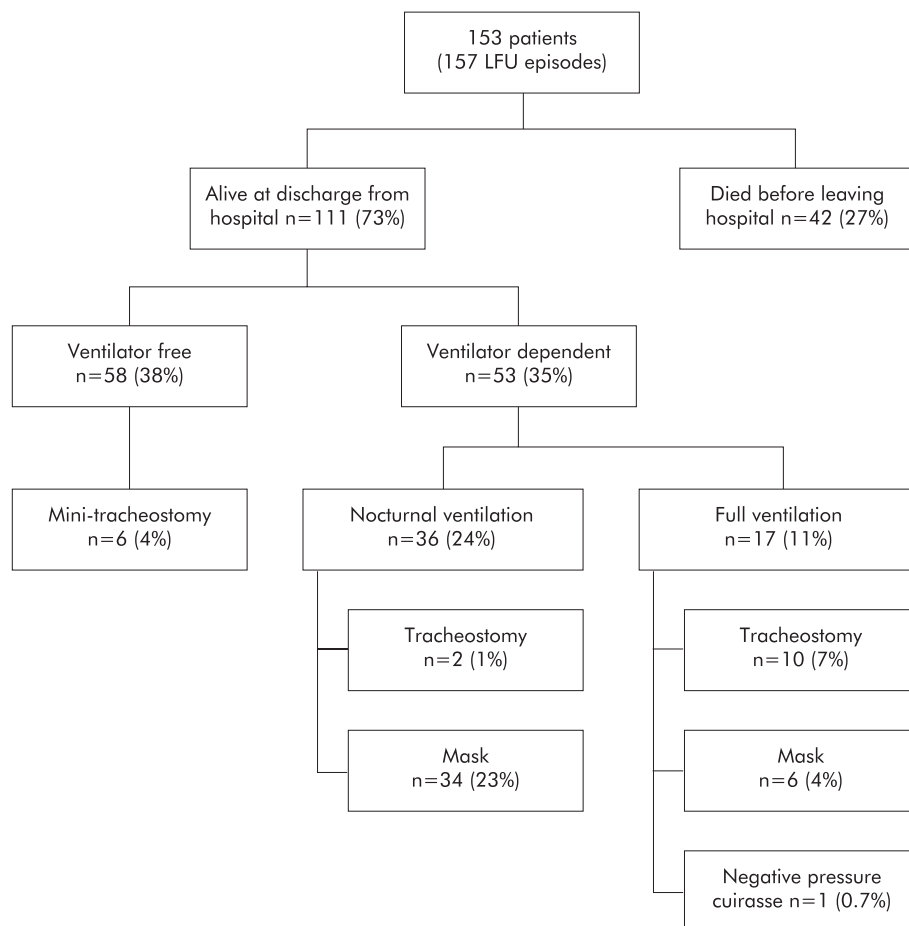 153 patients
(157 LFU episodes)
Alive at discharge from
hospital n=111 (73%)
Died before leaving
hospital n=42 (27%)
Ventilator free
n=58 (38%)
Ventilator dependent
n=53 (35%)
Mini-tracheostomy
n=6 (4%)
Nocturnal ventilation
n=36 (24%)
Full ventilation
n=17 (11%)
Tracheostomy
n=2 (1%)
Tracheostomy
n=10 (7%)
Mask
n=34 (23%)
Mask
n=6 (4%)
Negative pressure
cuirasse n=1 (0.7%)